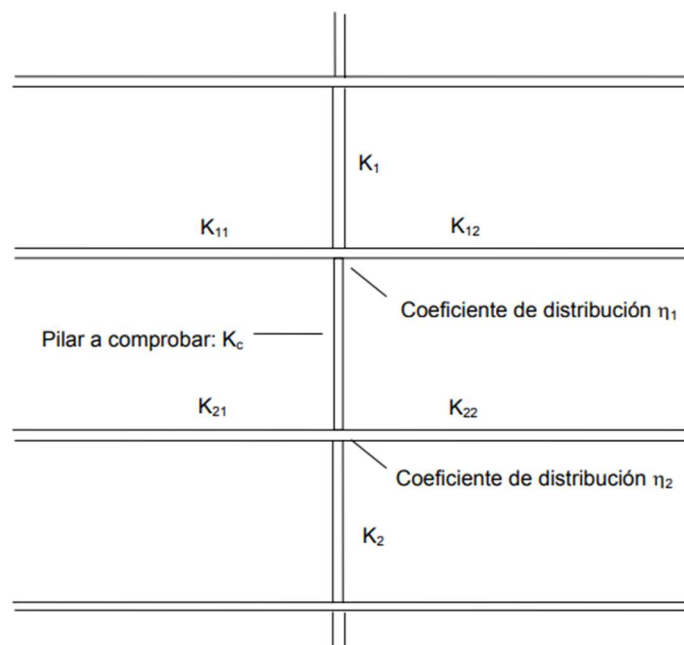 K₁
K₁₁
K₁₂
Coeficiente de distribución η₁
Pilar a comprobar: K꜀
K₂₁
K₂₂
Coeficiente de distribución η₂
K₂